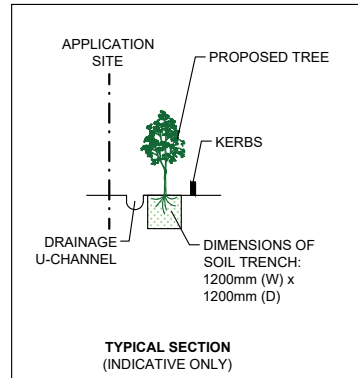 APPLICATION
SITE
PROPOSED TREE
KERBS
DRAINAGE
U-CHANNEL
DIMENSIONS OF
SOIL TRENCH:
1200mm (W) x
1200mm (D)
TYPICAL SECTION
(INDICATIVE ONLY)